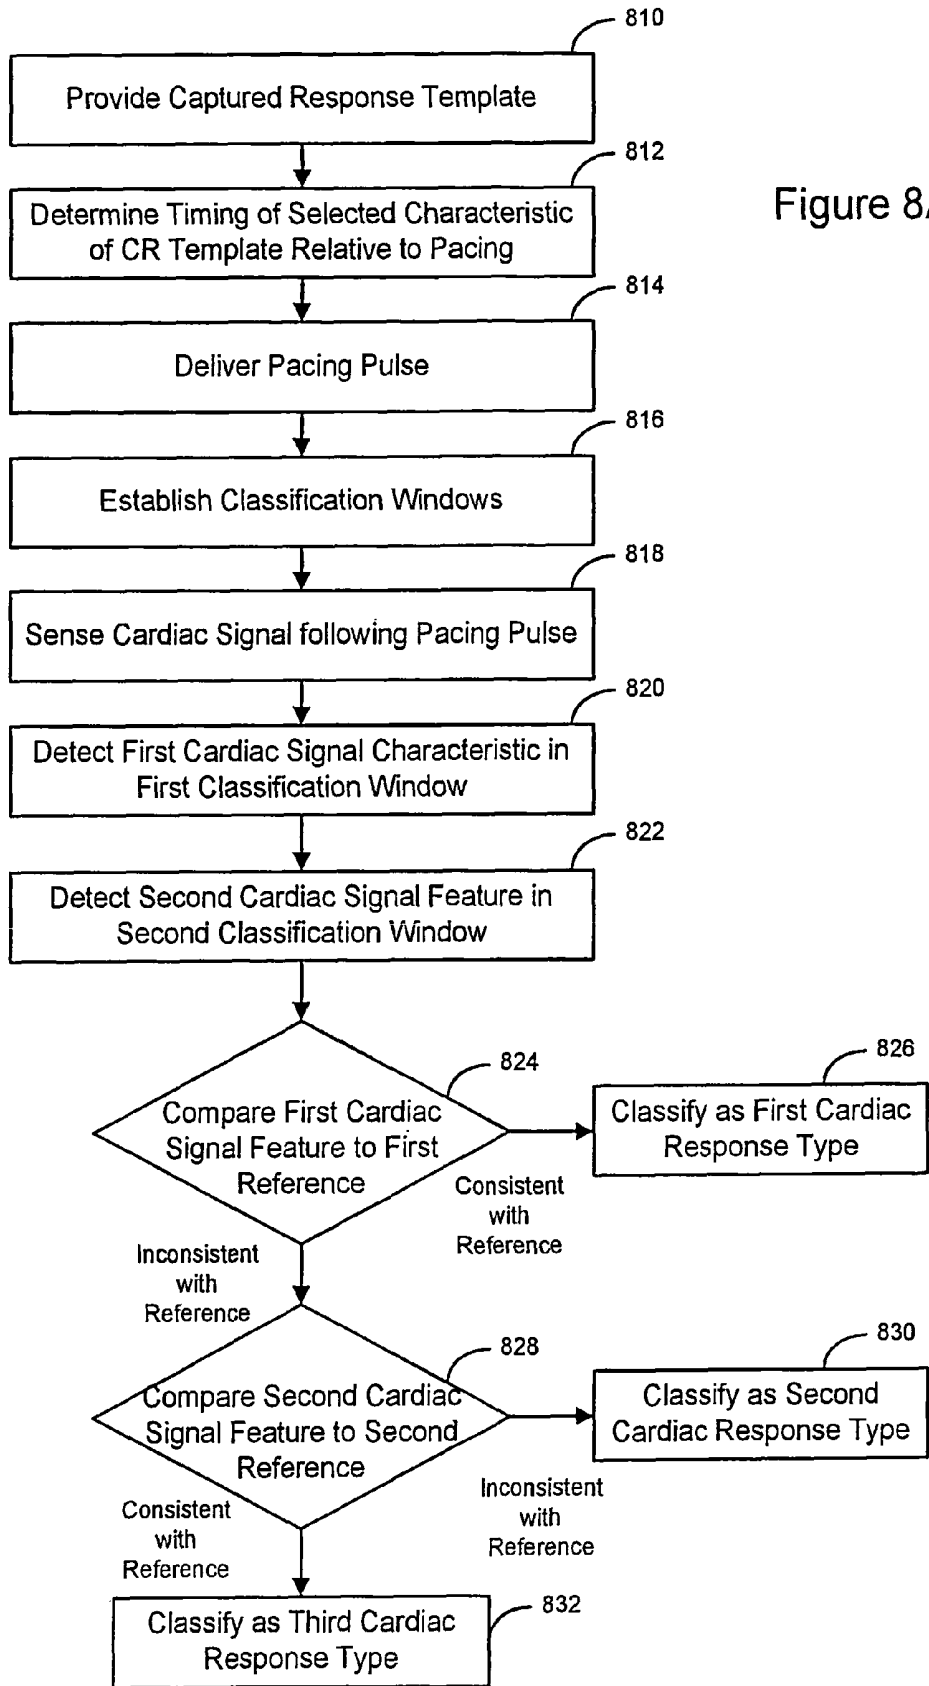 810
Provide Captured Response Template
812
Determine Timing of Selected Characteristic
of CR Template Relative to Pacing
Figure 8A
814
Deliver Pacing Pulse
816
Establish Classification Windows
818
Sense Cardiac Signal following Pacing Pulse
820
Detect First Cardiac Signal Characteristic in
First Classification Window
822
Detect Second Cardiac Signal Feature in
Second Classification Window
824
Compare First Cardiac
Signal Feature to First
Reference
826
Classify as First Cardiac
Response Type
Consistent
with
Reference
Inconsistent
with
Reference
828
Compare Second Cardiac
Signal Feature to Second
Reference
830
Classify as Second
Cardiac Response Type
Inconsistent
with
Reference
Consistent
with
Reference
832
Classify as Third Cardiac
Response Type